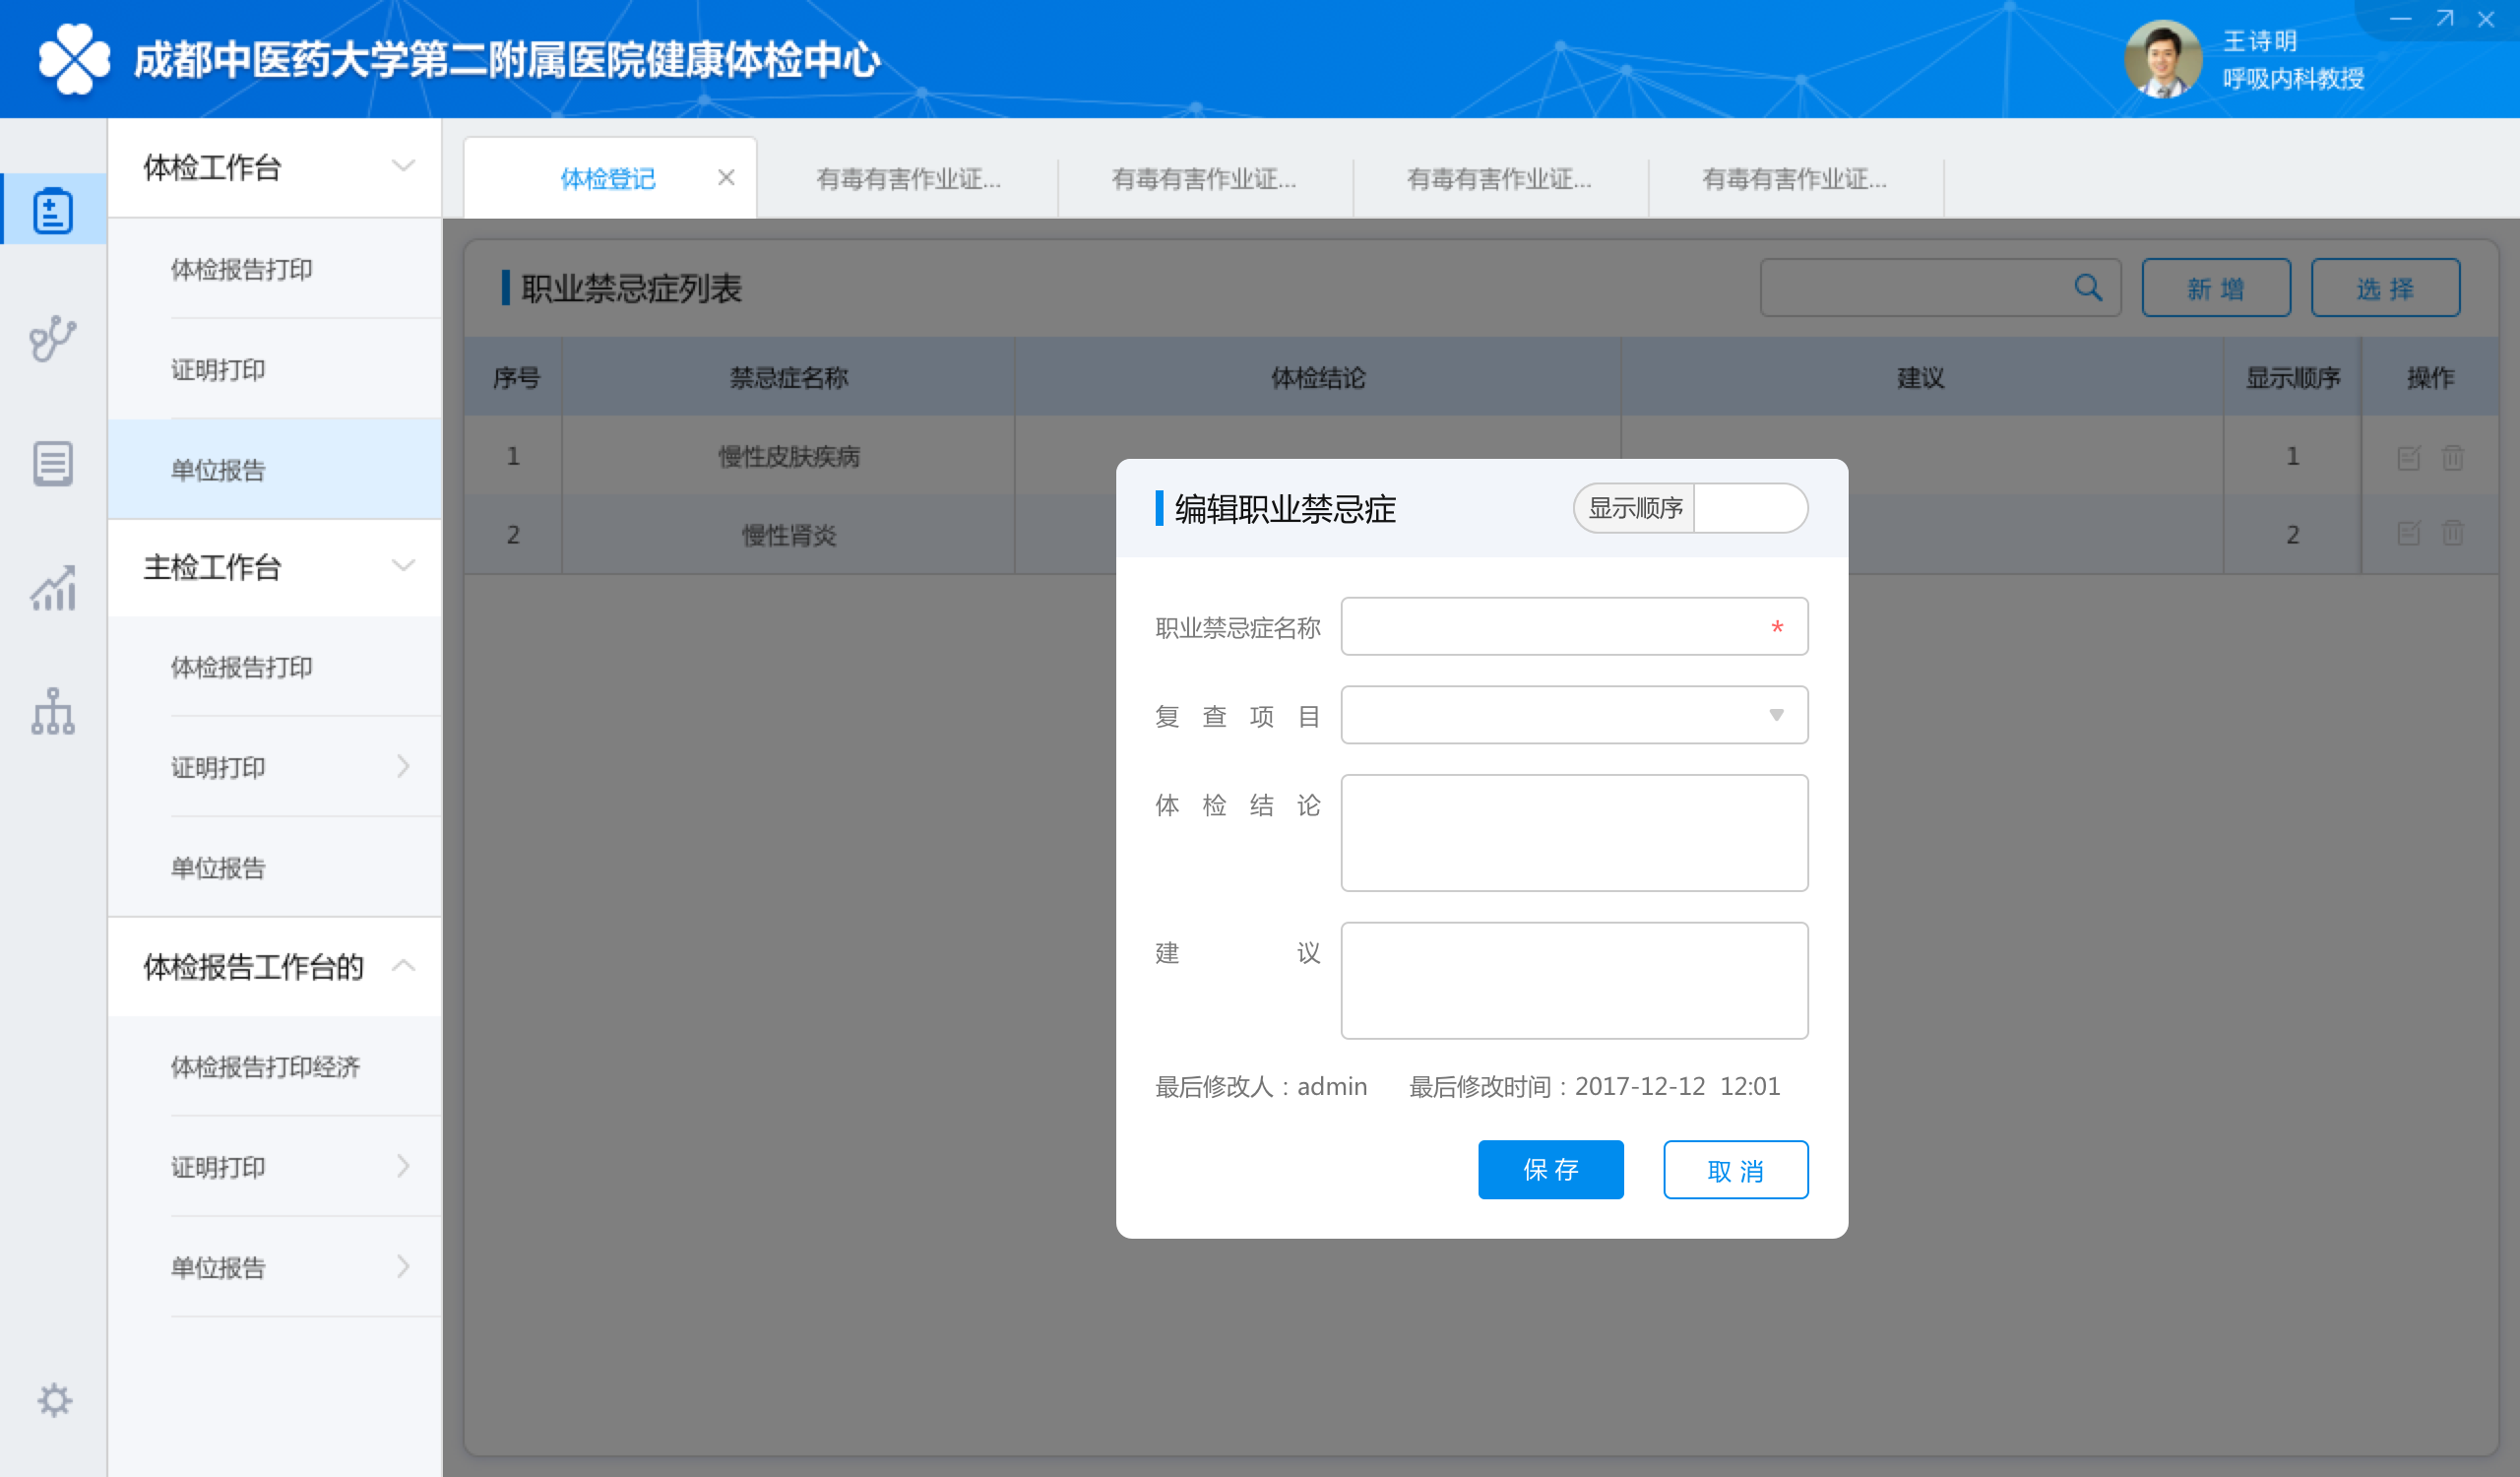 成都中医药大学第二附属医院健康体检中心
王诗明
呼吸内科教授
体检工作台
体检报告打印
证明打印
单位报告
主检工作台
体检报告打印
证明打印
单位报告
体检报告工作台的
体检报告打印经济
证明打印
单位报告
体检登记
有毒有害作业证...
有毒有害作业证...
有毒有害作业证...
有毒有害作业证...
职业禁忌症列表
新 增
选 择
序号 禁忌症名称 体检结论 建议 显示顺序 操作
1 慢性皮肤疾病 1
2 慢性肾炎 2
编辑职业禁忌症
显示顺序
职业禁忌症名称 *
复查项目
体检结论
建议
最后修改人：admin 最后修改时间：2017-12-12 12:01
保 存
取 消